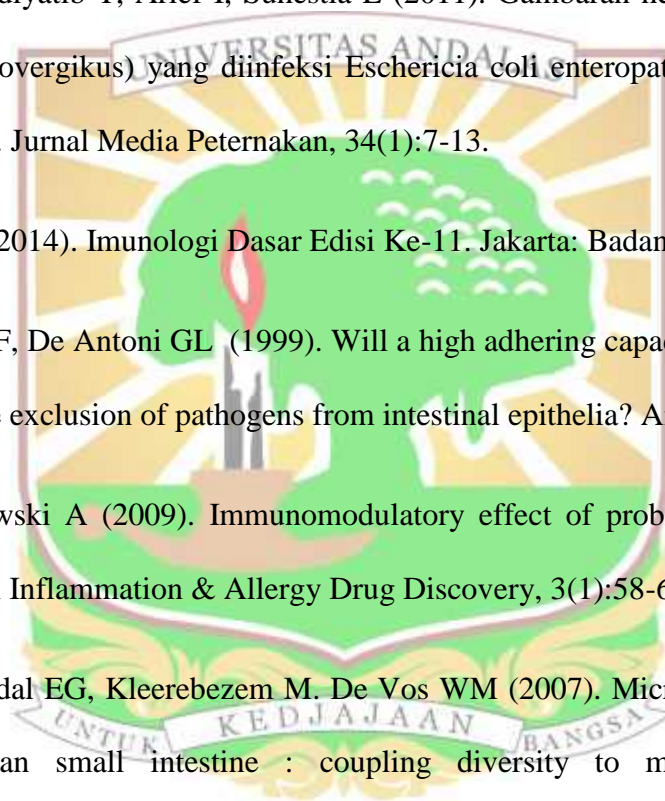 T, Arief I, Sunestia E (2011). Gambaran
overgikus) yang diinfeksi Eschericia coli enteropat
UNIVERSITAS ANDALAS
Jurnal Media Peternakan, 34(1):7-13.
2014). Imunologi Dasar Edisi Ke-11. Jakarta: Badan
F, De Antoni GL (1999). Will a high adhering capac
exclusion of pathogens from intestinal epithelia? A
wski A (2009). Immunomodulatory effect of prob
Inflammation & Allergy Drug Discovery, 3(1):58-6
dal EG, Kleerebezem M. De Vos WM (2007). Micr
UNTUK KEDJAJAAN BANGSA
an small intestine : coupling diversity to m